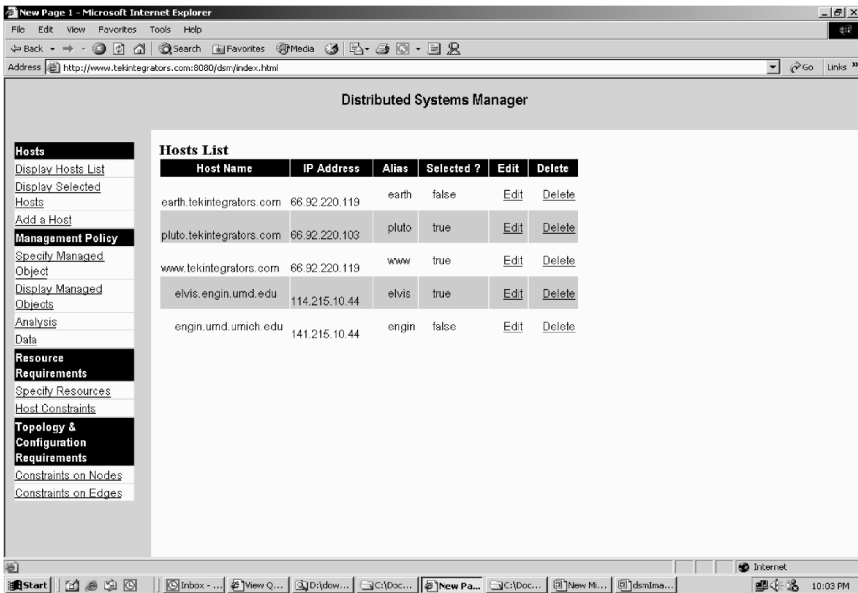 New Page 1 - Microsoft Internet Explorer
File Edit View Favorites Tools Help
Back Search Favorites Media
Address http://www.tekintegrators.com:8080/dsm/index.html Go Links »
Distributed Systems Manager
Hosts
Display Hosts List
Display Selected
Hosts
Add a Host
Management Policy
Specify Managed
Object
Display Managed
Objects
Analysis
Data
Resource
Requirements
Specify Resources
Host Constraints
Topology &
Configuration
Requirements
Constraints on Nodes
Constraints on Edges
Hosts List
Host Name IP Address Alias Selected ? Edit Delete
earth.tekintegrators.com 66.92.220.119 earth false Edit Delete
pluto.tekintegrators.com 66.92.220.103 pluto true Edit Delete
www.tekintegrators.com 66.92.220.119 www true Edit Delete
elvis.engin.umd.edu 114.215.10.44 elvis true Edit Delete
engin.umd.umich.edu 141.215.10.44 engin false Edit Delete
Internet
Start Inbox - ... View Q... D:\dow... C:\Doc... New Pa... C:\Doc... New Mi... dsmIma... 10:03 PM